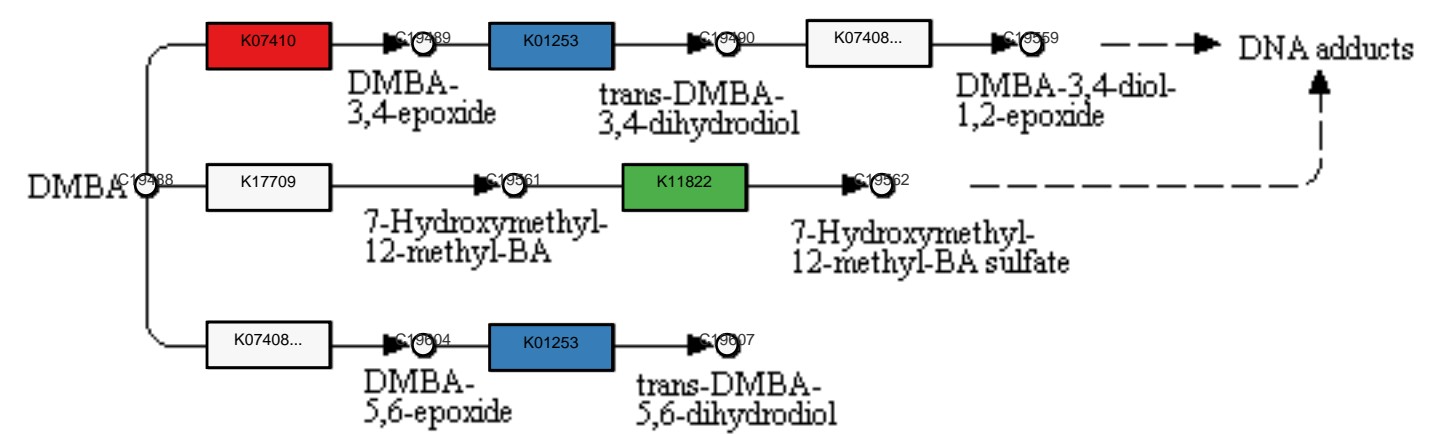 K07410
C19489
K01253
C19490
K07408...
C19559
DNA adducts
DMBA-
3,4-epoxide
trans-DMBA-
3,4-dihydrodiol
DMBA-3,4-diol-
1,2-epoxide
DMBA
C19488
K17709
C19561
K11822
C19562
7-Hydroxymethyl-
12-methyl-BA
7-Hydroxymethyl-
12-methyl-BA sulfate
K07408...
C19604
K01253
C19607
DMBA-
5,6-epoxide
trans-DMBA-
5,6-dihydrodiol